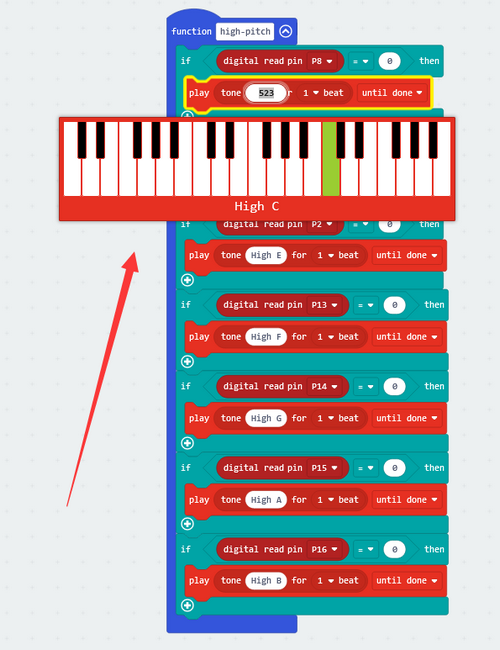 function high-pitch
if digital read pin P8 = 0 then
play tone 523 r 1 beat until done
High C
if digital read pin P2 = 0 then
play tone High E for 1 beat until done
if digital read pin P13 = 0 then
play tone High F for 1 beat until done
if digital read pin P14 = 0 then
play tone High G for 1 beat until done
if digital read pin P15 = 0 then
play tone High A for 1 beat until done
if digital read pin P16 = 0 then
play tone High B for 1 beat until done